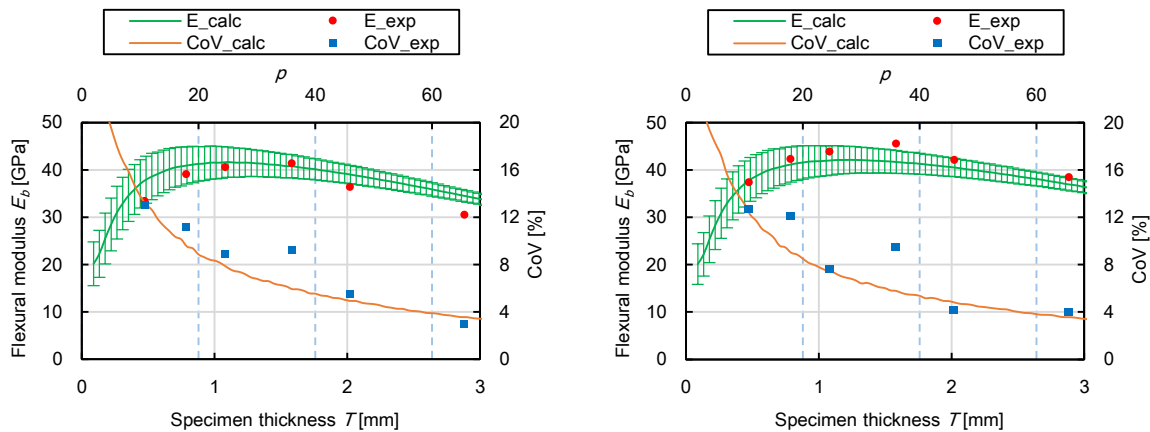 E_calc E_exp
CoV_calc CoV_exp
p
0 20 40 60
50 40 30 20 10 0
Flexural modulus E_b [GPa]
20 16 12 8 4 0
CoV [%]
0 1 2 3
Specimen thickness T [mm]
E_calc E_exp
CoV_calc CoV_exp
p
0 20 40 60
50 40 30 20 10 0
Flexural modulus E_b [GPa]
20 16 12 8 4 0
CoV [%]
0 1 2 3
Specimen thickness T [mm]